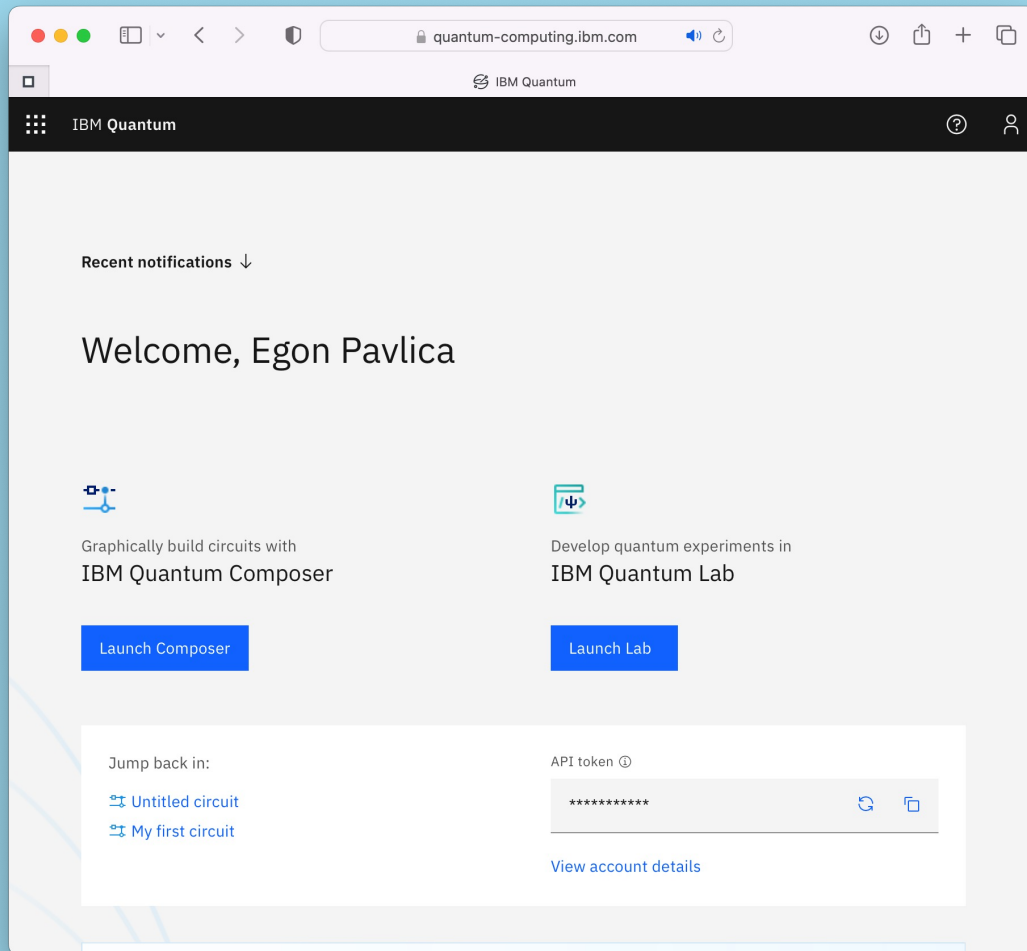 quantum-computing.ibm.com
IBM Quantum
IBM Quantum
Recent notifications
Welcome, Egon Pavlica
Graphically build circuits with
IBM Quantum Composer
Launch Composer
Develop quantum experiments in
IBM Quantum Lab
Launch Lab
Jump back in:
Untitled circuit
My first circuit
API token
***********
View account details